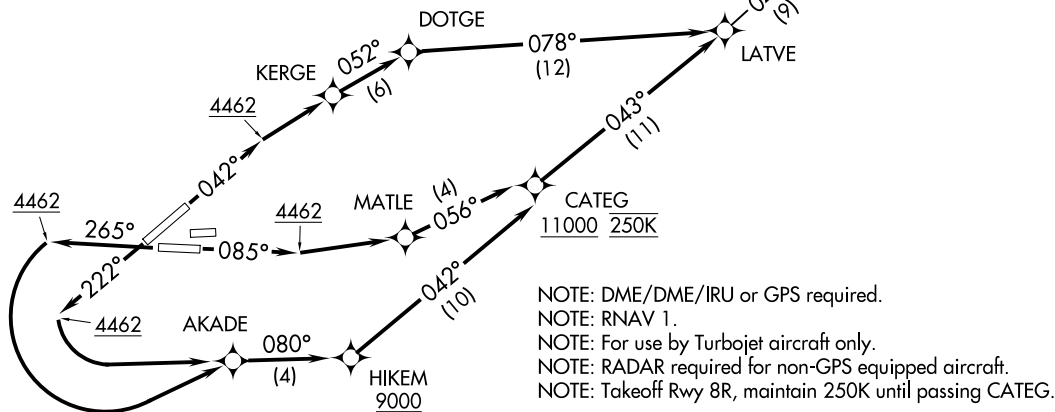 DOTGE
(9)
LATVE
078°
(12)
052°
(6)
KERGE
4462
042°
043°
(11)
MATLE
(4)
056°
CATEG
11000 250K
4462
265°
4462
085°
222°
4462
042°
(10)
AKADE
080°
(4)
HIKEM
9000
NOTE: DME/DME/IRU or GPS required.
NOTE: RNAV 1.
NOTE: For use by Turbojet aircraft only.
NOTE: RADAR required for non-GPS equipped aircraft.
NOTE: Takeoff Rwy 8R, maintain 250K until passing CATEG.